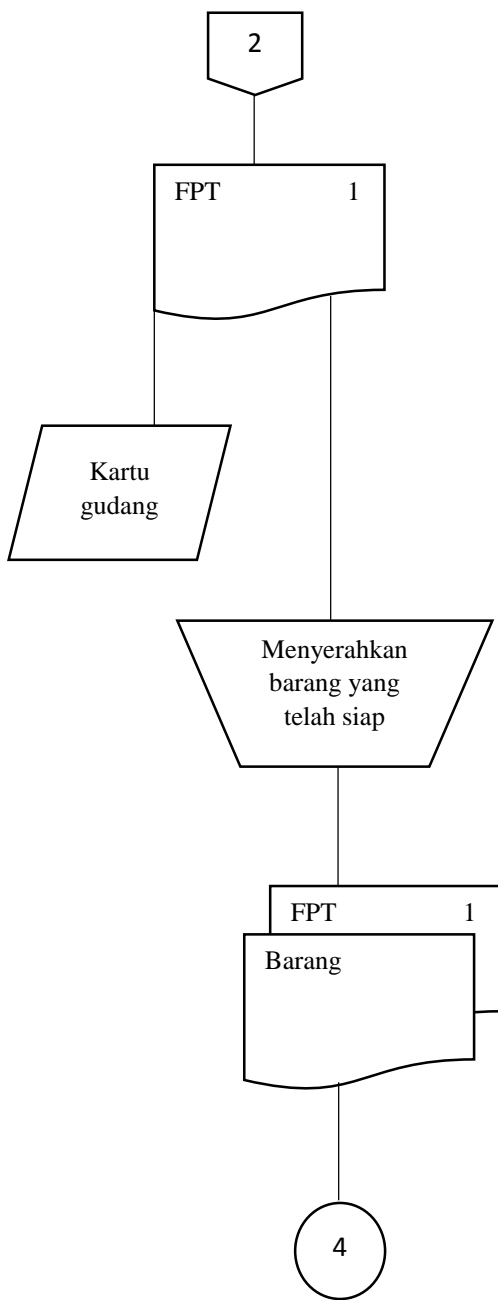 2
FPT 1
Kartu
gudang
Menyerahkan
barang yang
telah siap
FPT 1
Barang
4